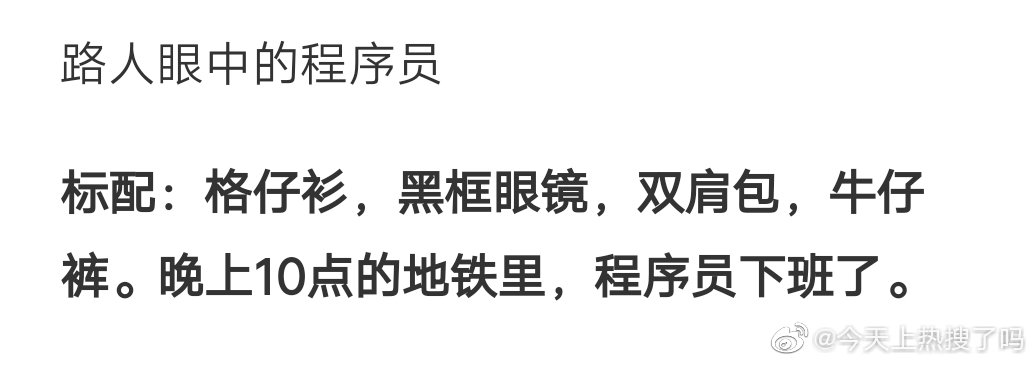 路人眼中的程序员
标配：格仔衫，黑框眼镜，双肩包，牛仔
裤。晚上10点的地铁里，程序员下班了。
@今天上热搜了吗